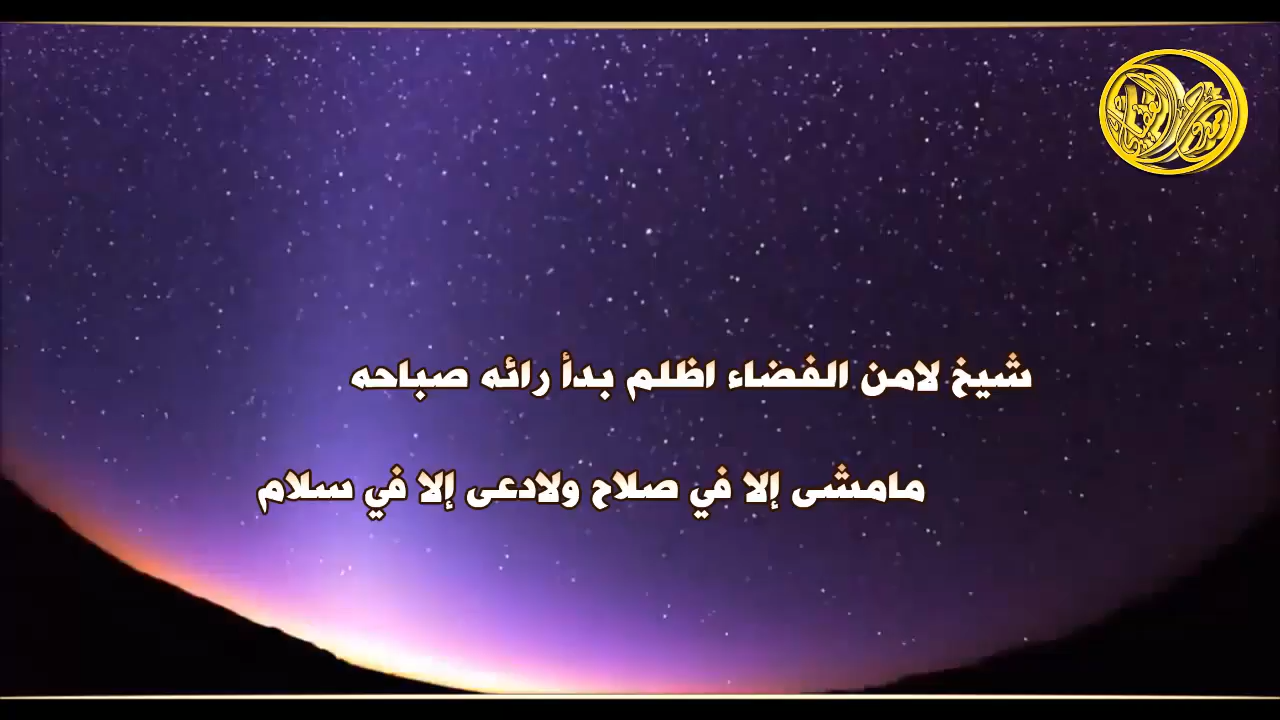 شيخ لامن الفضاء اظلم بدأ رائه صباحه
مامشى إلا في صلاح ولادعى إلا في سلام